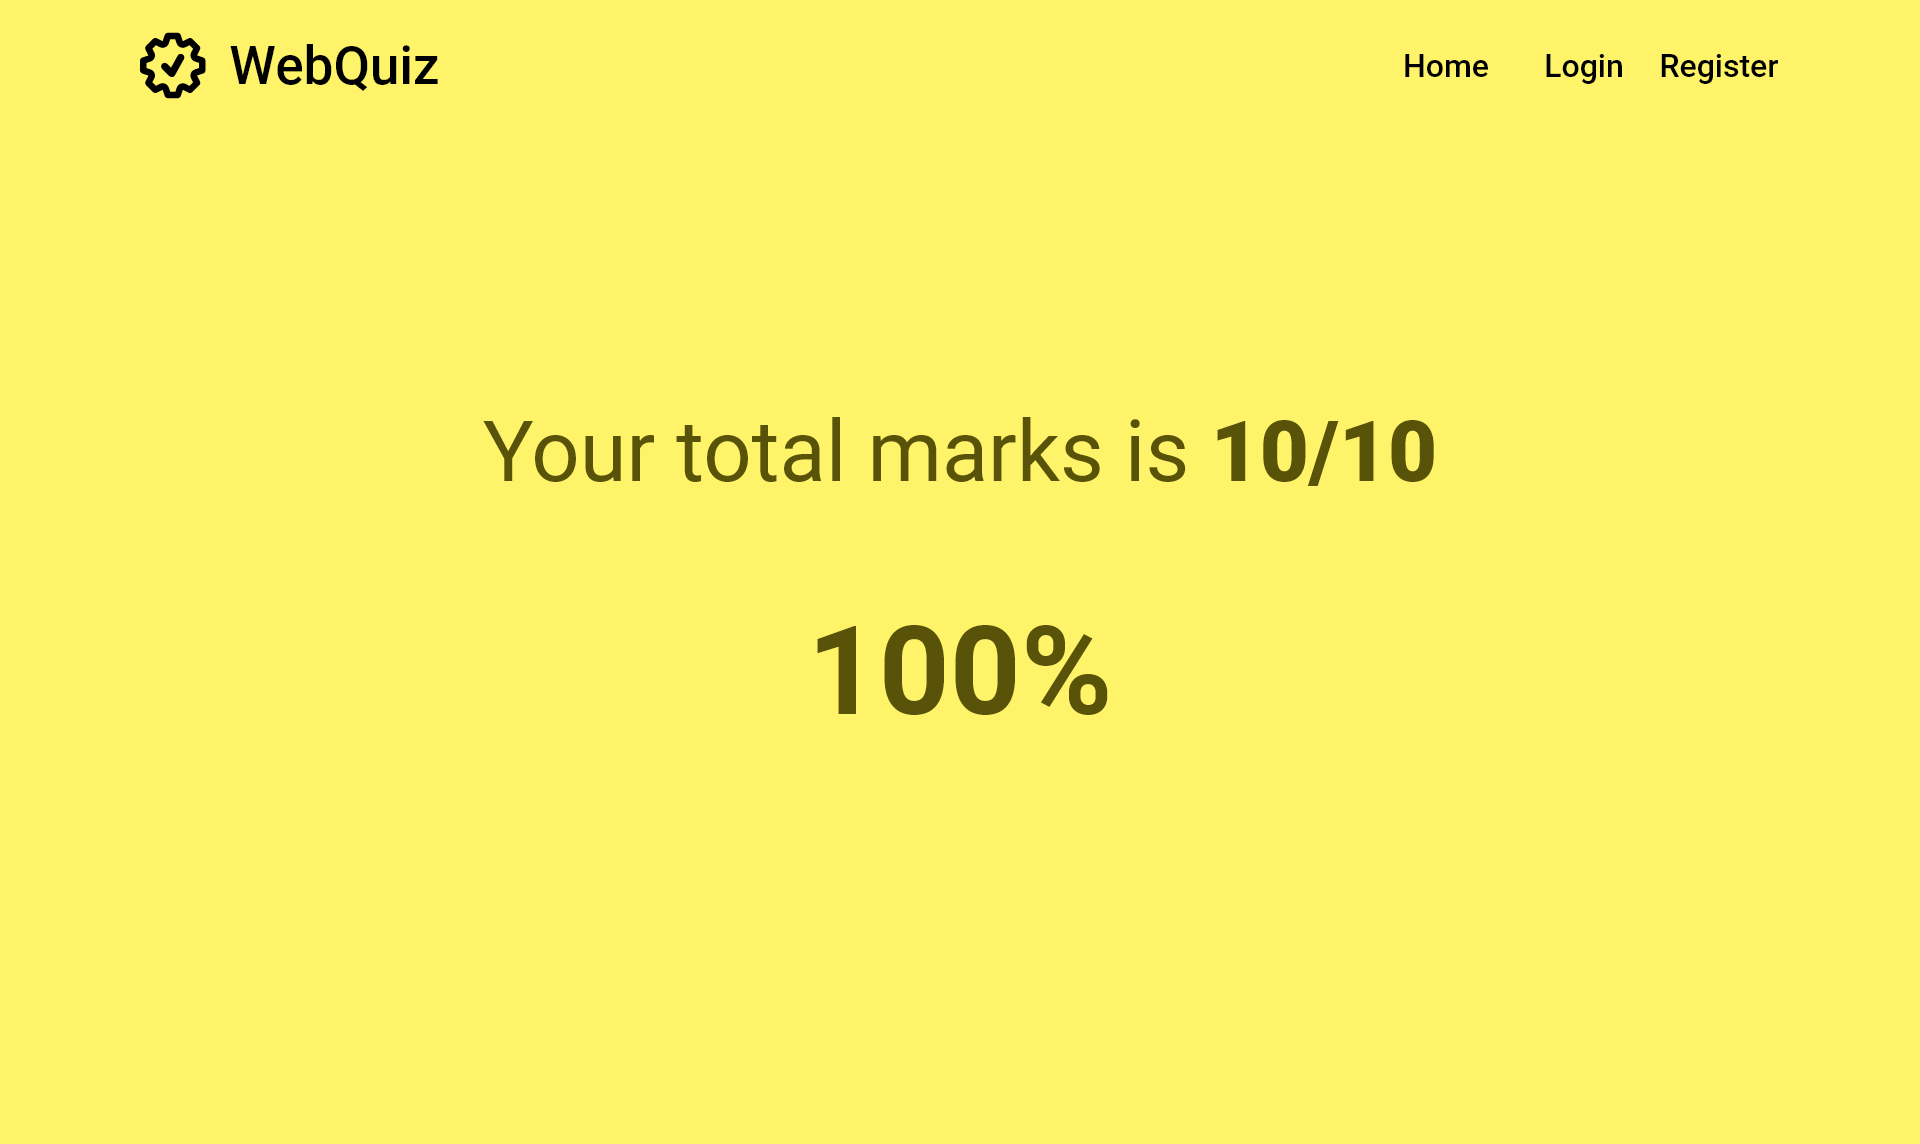 WebQuiz
Home Login Register
Your total marks is 10/10
100%